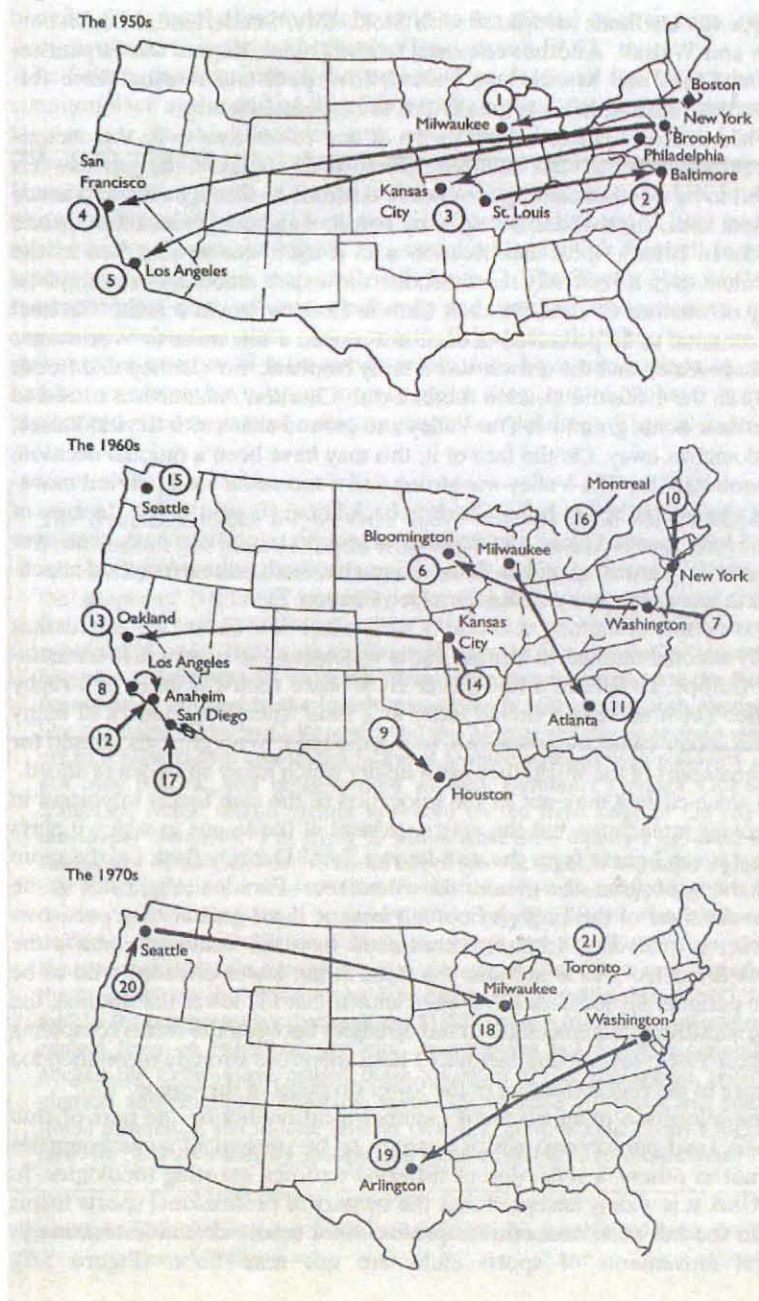 The 1950s
Boston
1
Milwaukee
New York
Brooklyn
Philadelphia
Baltimore
San
Francisco
Kansas
City
4
3
St. Louis
2
5
Los Angeles
The 1960s
15
Seattle
Montreal
10
16
Bloomington
Milwaukee
6
New York
13
Oakland
Kansas
City
Washington
7
Los Angeles
8
Anaheim
14
11
San Diego
Atlanta
12
9
17
Houston
The 1970s
Seattle
21
Toronto
20
Milwaukee
18
Washington
19
Arlington